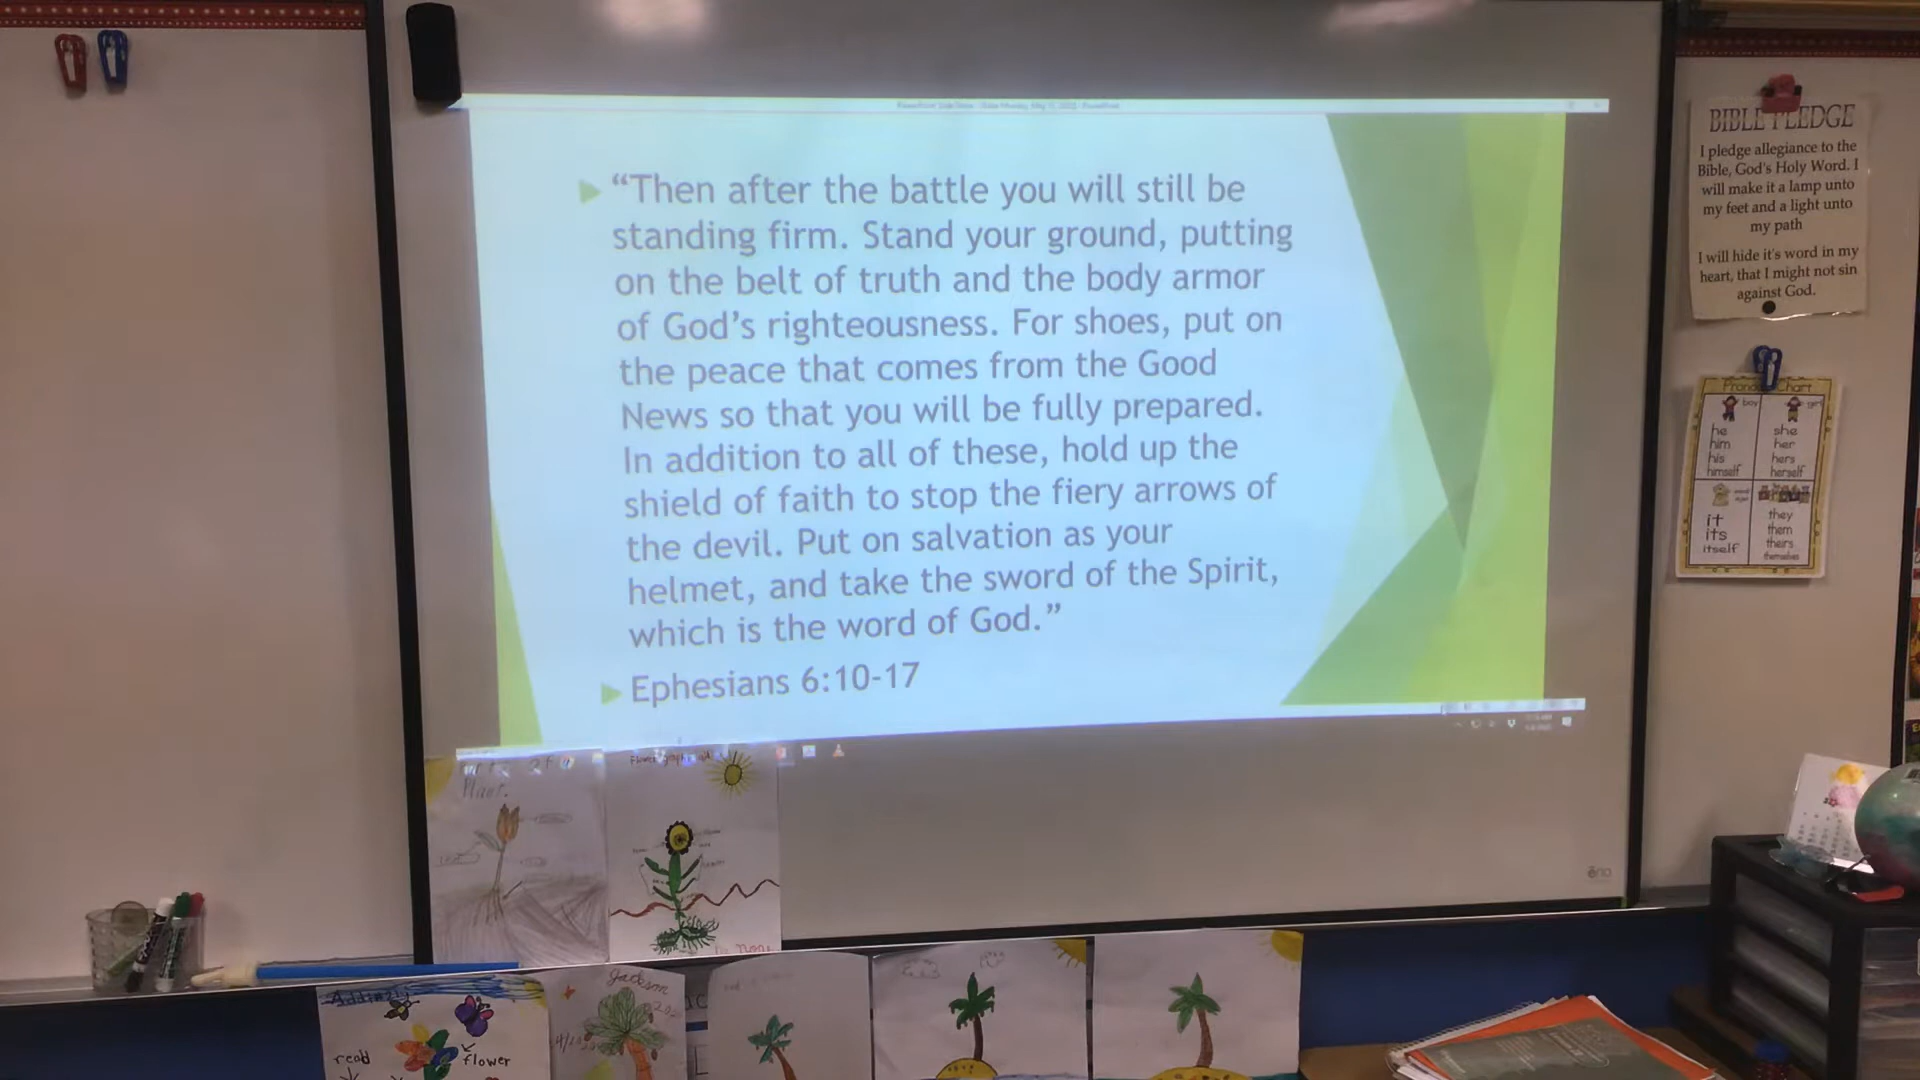 “Then after the battle you will still be
standing firm. Stand your ground, putting
on the belt of truth and the body armor
of God’s righteousness. For shoes, put on
the peace that comes from the Good
News so that you will be fully prepared.
In addition to all of these, hold up the
shield of faith to stop the fiery arrows of
the devil. Put on salvation as your
helmet, and take the sword of the Spirit,
which is the word of God.”
Ephesians 6:10-17
BIBLE PLEDGE
I pledge allegiance to the
Bible, God's Holy Word. I
will make it a lamp unto
my feet and a light unto
my path
I will hide it's word in my
heart, that I might not sin
against God.
Chart
boy
he
him
his
himself
she
her
hers
herself
it
its
itself
they
them
theirs
themselves
Plant.
Jackson
read
flower